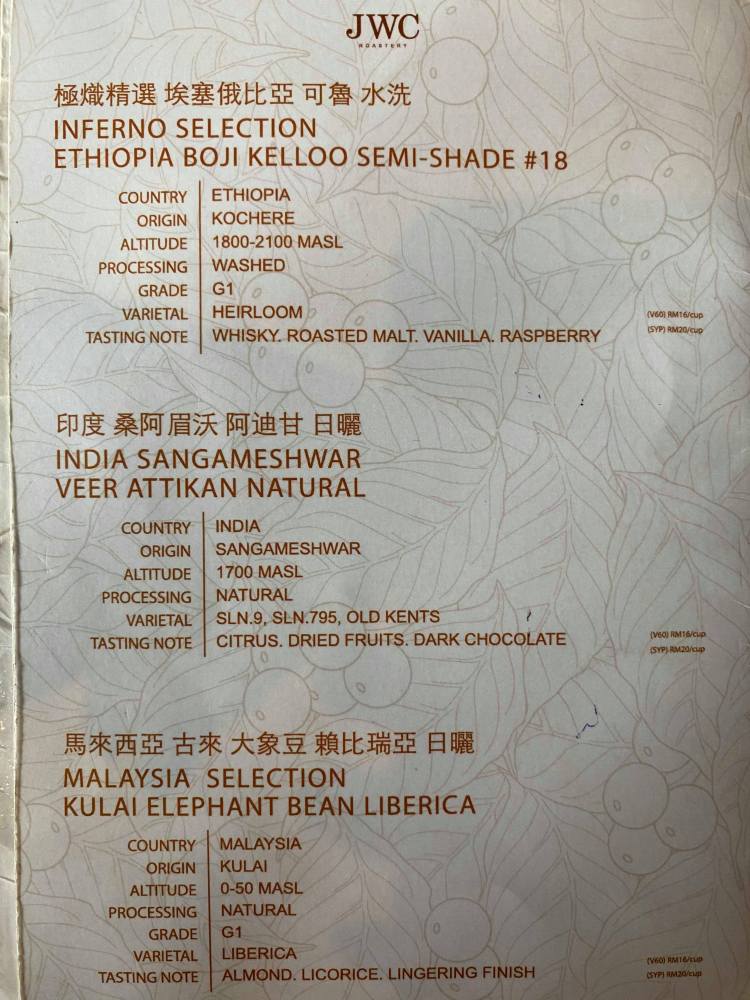 JWC
ROASTERY
極熾精選 埃塞俄比亞 可魯 水洗
INFERNO SELECTION
ETHIOPIA BOJI KELLOO SEMI-SHADE #18
COUNTRY ETHIOPIA
ORIGIN KOCHERE
ALTITUDE 1800-2100 MASL
PROCESSING WASHED
GRADE G1
VARIETAL HEIRLOOM
(V60) RM16/cup
TASTING NOTE WHISKY. ROASTED MALT. VANILLA. RASPBERRY
(SYP) RM20/cup
印度 桑阿眉沃 阿迪甘 日曬
INDIA SANGAMESHWAR
VEER ATTIKAN NATURAL
COUNTRY INDIA
ORIGIN SANGAMESHWAR
ALTITUDE 1700 MASL
PROCESSING NATURAL
VARIETAL SLN.9, SLN.795, OLD KENTS
TASTING NOTE CITRUS. DRIED FRUITS. DARK CHOCOLATE
(V60) RM16/cup
(SYP) RM20/cup
馬來西亞 古來 大象豆 賴比瑞亞 日曬
MALAYSIA SELECTION
KULAI ELEPHANT BEAN LIBERICA
COUNTRY MALAYSIA
ORIGIN KULAI
ALTITUDE 0-50 MASL
PROCESSING NATURAL
GRADE G1
VARIETAL LIBERICA
(V60) RM16/cup
TASTING NOTE ALMOND. LICORICE. LINGERING FINISH
(SYP) RM20/cup